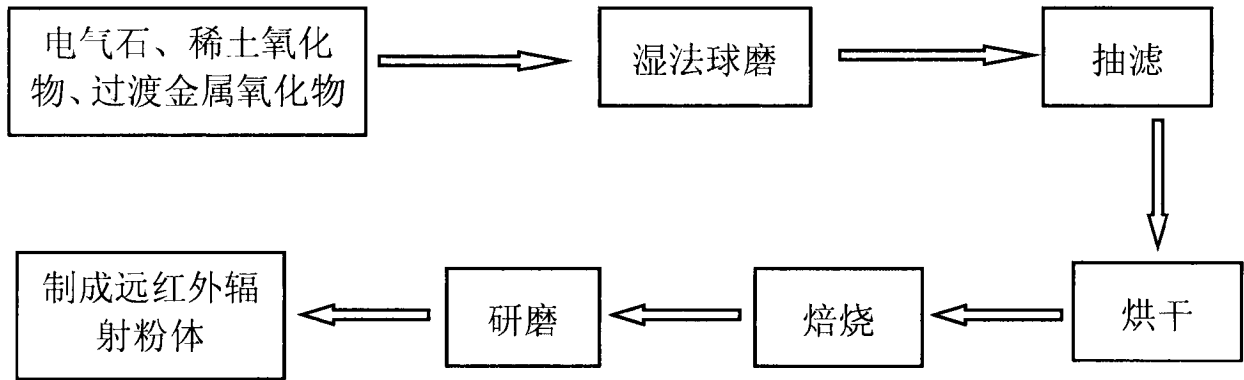 电气石、稀土氧化
物、过渡金属氧化物
湿法球磨
抽滤
烘干
焙烧
研磨
制成远红外辐
射粉体